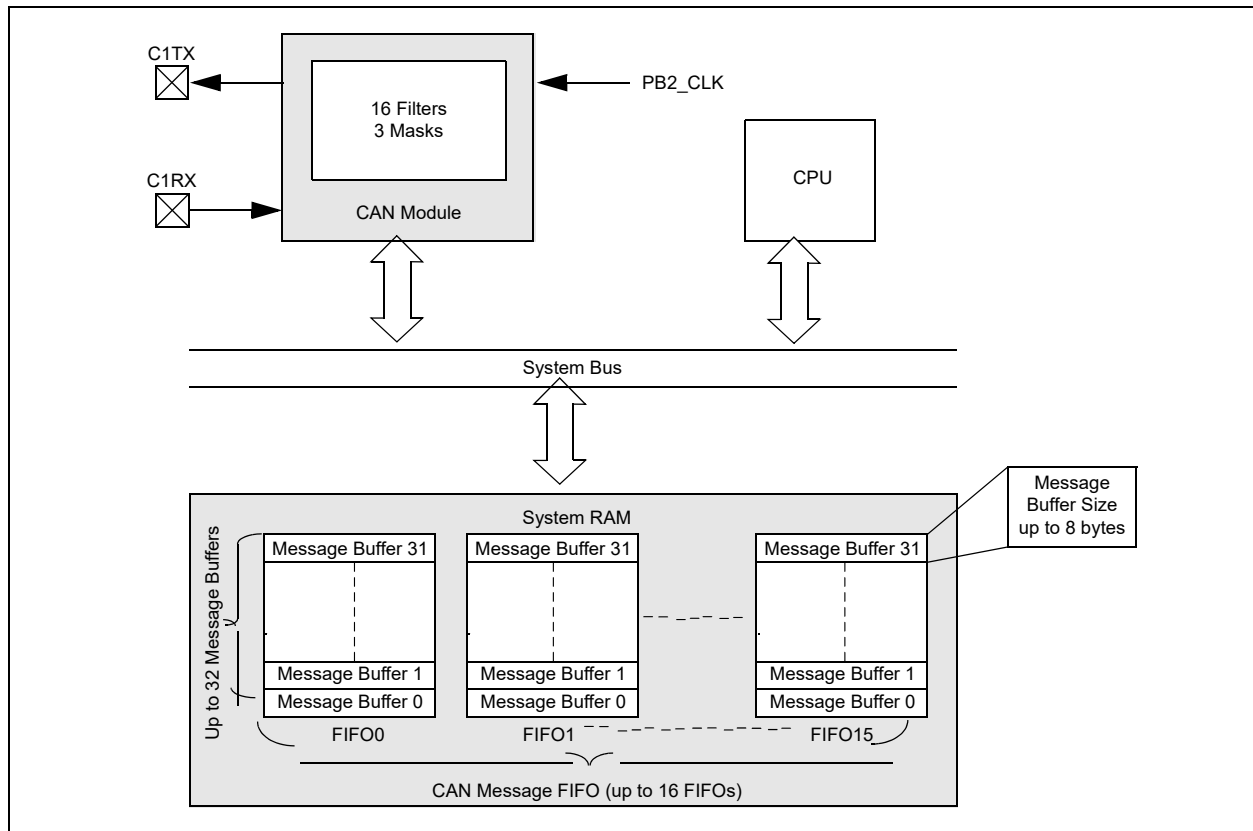 C1TX
PB2_CLK
16 Filters
3 Masks
CPU
C1RX
CAN Module
System Bus
Message
Buffer Size
up to 8 bytes
System RAM
Up to 32 Message Buffers
Message Buffer 31
Message Buffer 31
Message Buffer 31
Message Buffer 1
Message Buffer 1
Message Buffer 1
Message Buffer 0
Message Buffer 0
Message Buffer 0
FIFO0
FIFO1
FIFO15
CAN Message FIFO (up to 16 FIFOs)